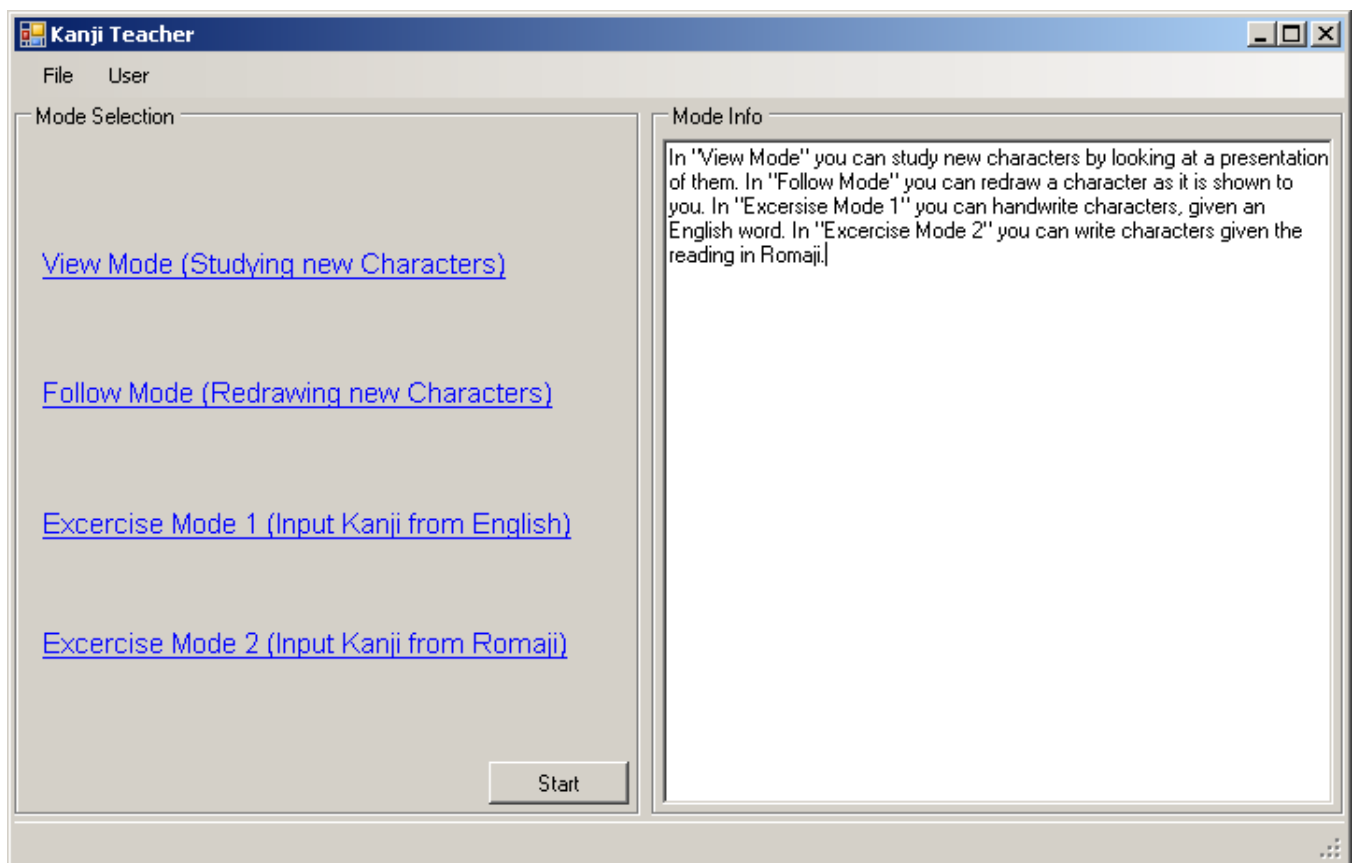 Kanji Teacher
File User
Mode Selection
View Mode (Studying new Characters)
Follow Mode (Redrawing new Characters)
Excercise Mode 1 (Input Kanji from English)
Excercise Mode 2 (Input Kanji from Romaji)
Start
Mode Info
In "View Mode" you can study new characters by looking at a presentation
of them. In "Follow Mode" you can redraw a character as it is shown to
you. In "Excersise Mode 1" you can handwrite characters, given an
English word. In "Excercise Mode 2" you can write characters given the
reading in Romaji.